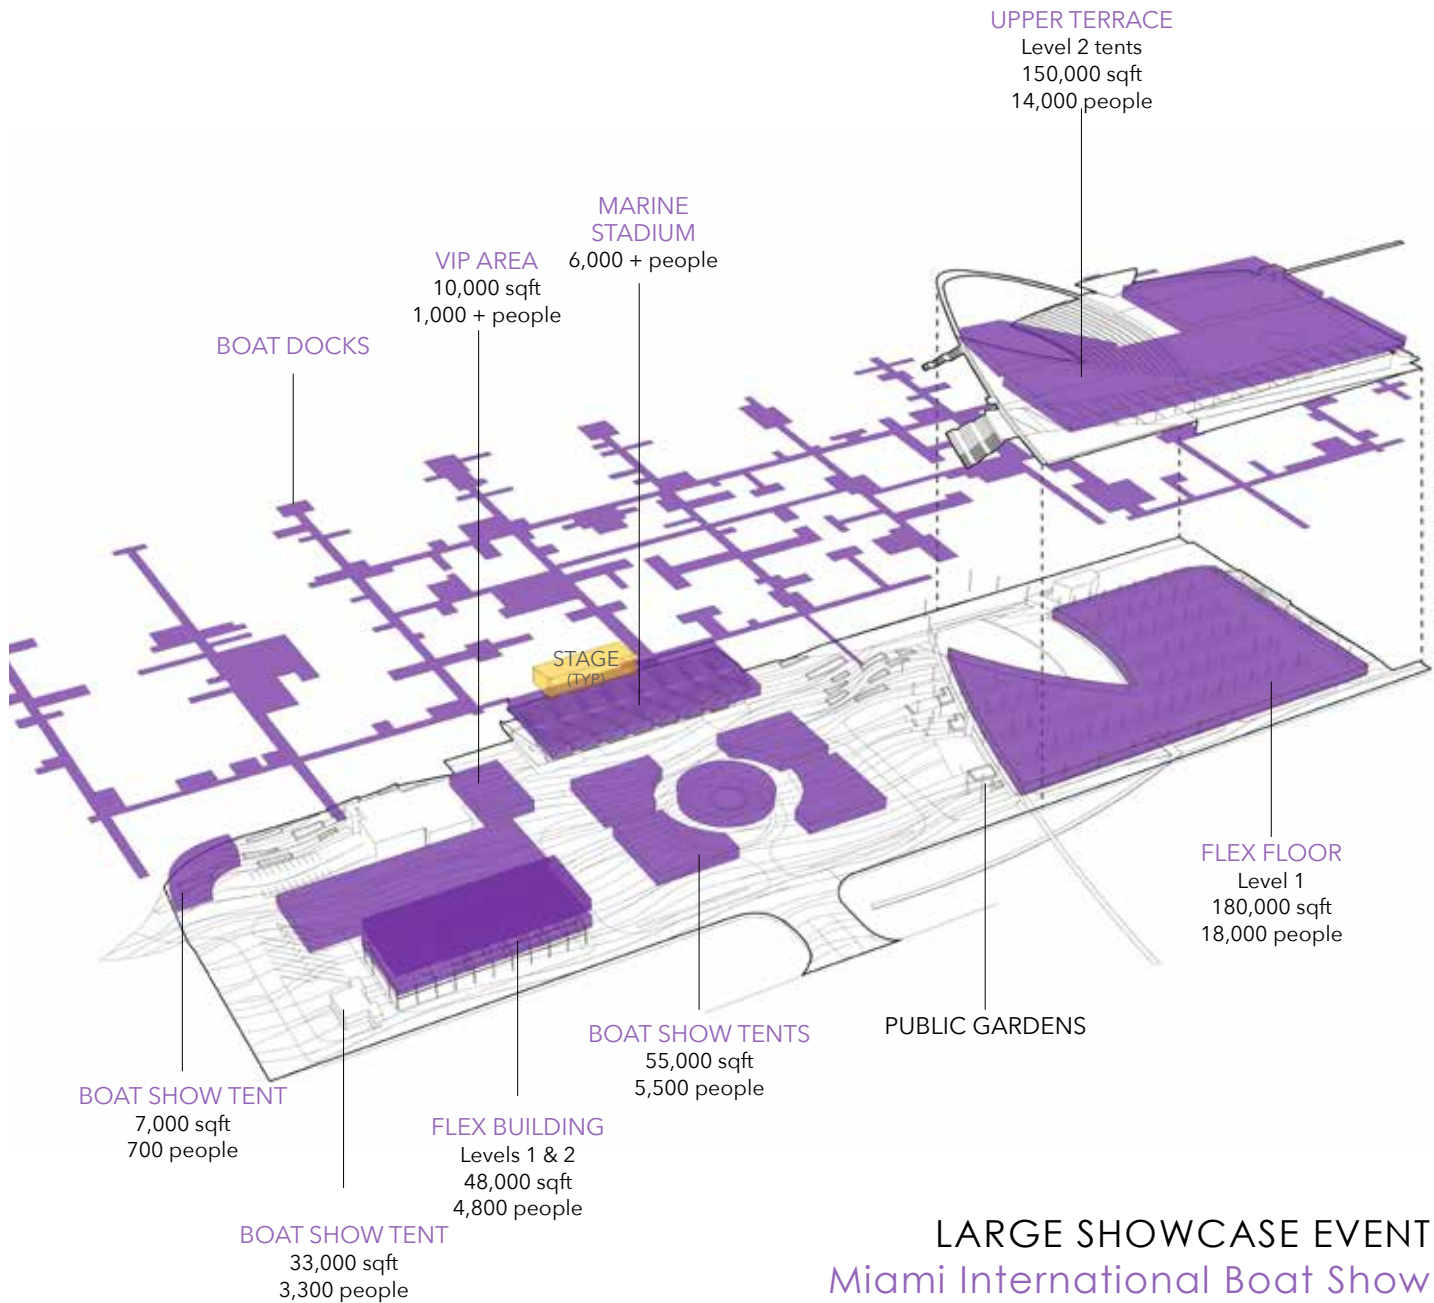 UPPER TERRACE
Level 2 tents
150,000 sqft
14,000 people
MARINE
STADIUM
6,000 + people
VIP AREA
10,000 sqft
1,000 + people
BOAT DOCKS
STAGE
(TYP)
FLEX FLOOR
Level 1
180,000 sqft
18,000 people
PUBLIC GARDENS
BOAT SHOW TENTS
55,000 sqft
5,500 people
BOAT SHOW TENT
7,000 sqft
700 people
FLEX BUILDING
Levels 1 & 2
48,000 sqft
4,800 people
BOAT SHOW TENT
33,000 sqft
3,300 people
LARGE SHOWCASE EVENT
Miami International Boat Show